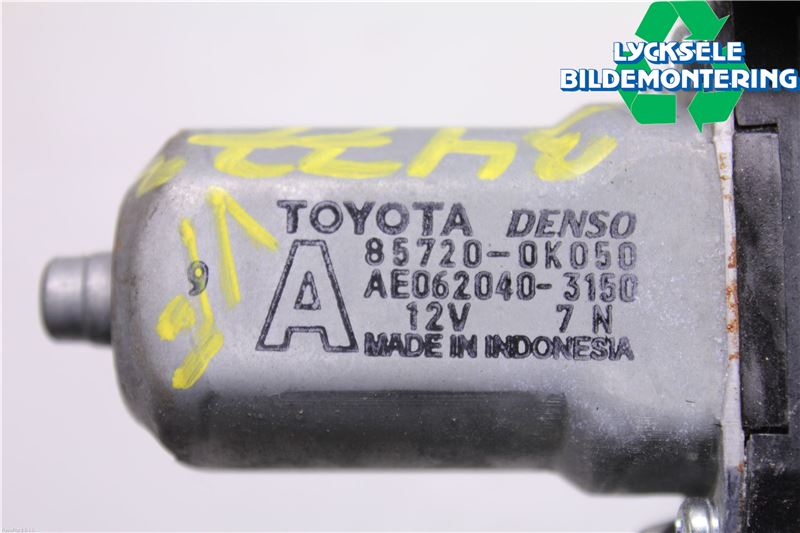 LYCKSELE
BILDEMONTERING
TOYOTA DENSO
A
85720-0K050
AE062040-3150
12V 7 N
MADE IN INDONESIA